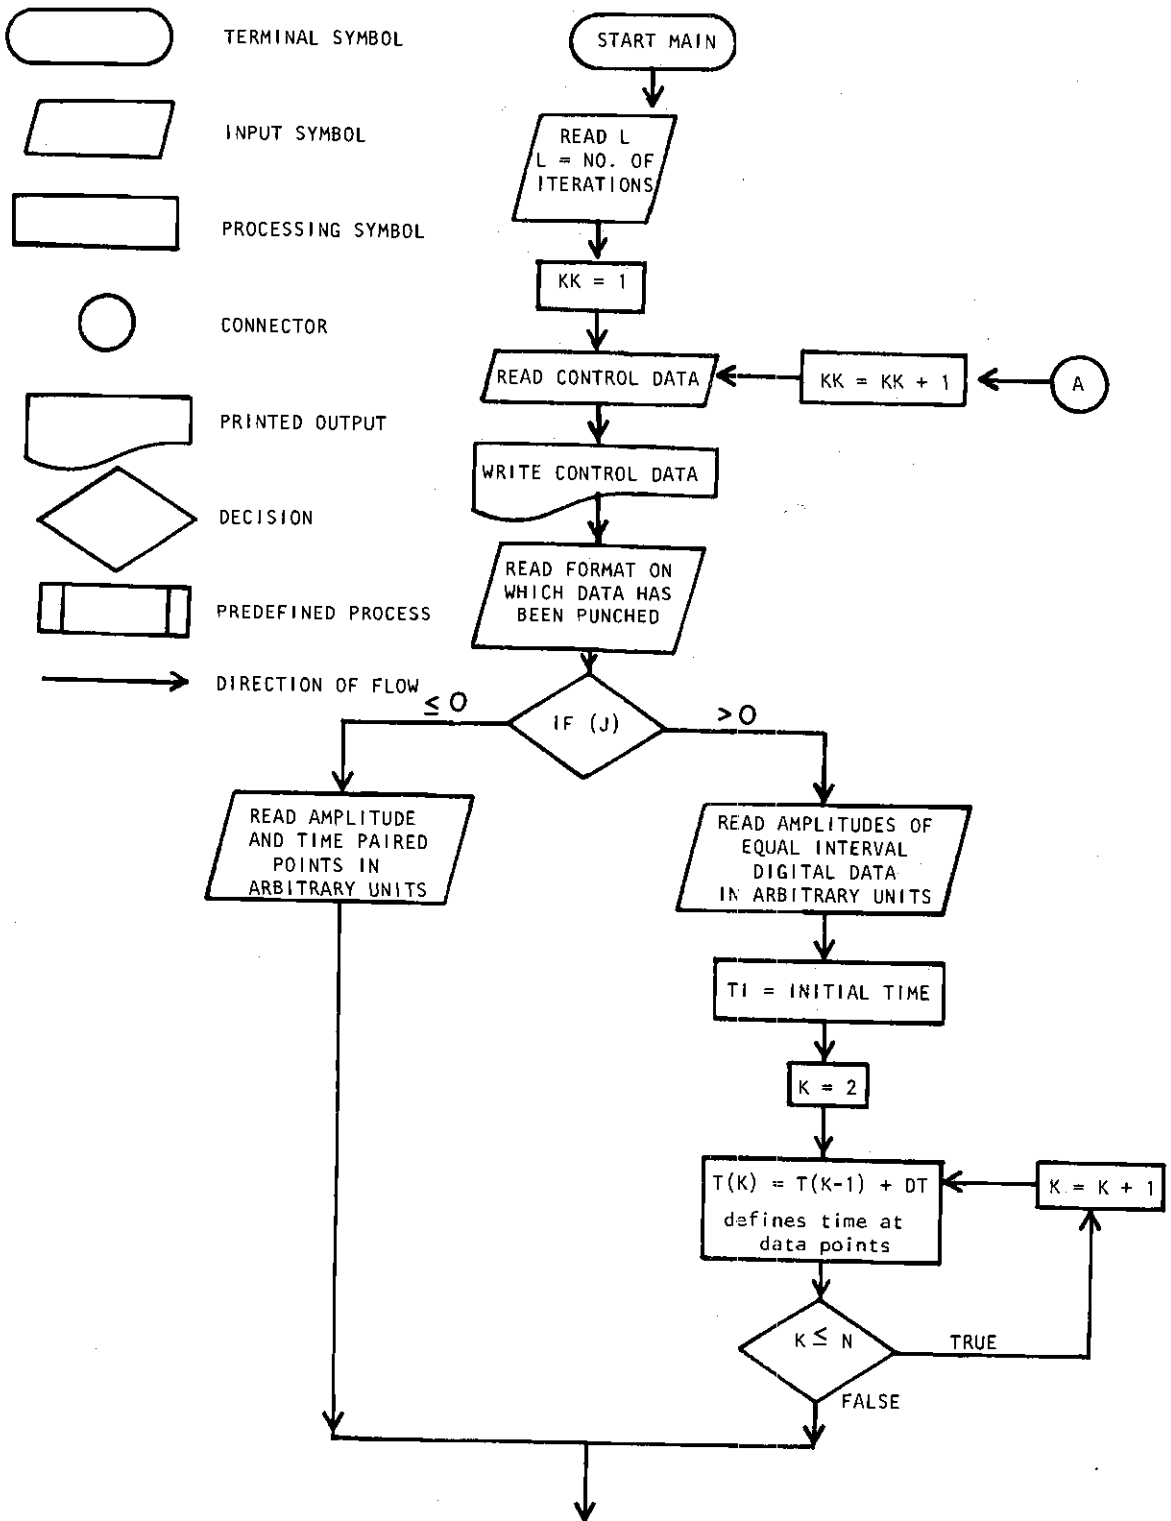 TERMINAL SYMBOL
INPUT SYMBOL
PROCESSING SYMBOL
CONNECTOR
PRINTED OUTPUT
DECISION
PREDEFINED PROCESS
DIRECTION OF FLOW
START MAIN
READ L
L = NO. OF
ITERATIONS
KK = 1
READ CONTROL DATA
KK = KK + 1
A
WRITE CONTROL DATA
READ FORMAT ON
WHICH DATA HAS
BEEN PUNCHED
≤ 0
IF (J)
> 0
READ AMPLITUDE
AND TIME PAIRED
POINTS IN
ARBITRARY UNITS
READ AMPLITUDES OF
EQUAL INTERVAL
DIGITAL DATA
IN ARBITRARY UNITS
T1 = INITIAL TIME
K = 2
T(K) = T(K-1) + DT
defines time at
data points
K = K + 1
K ≤ N
TRUE
FALSE